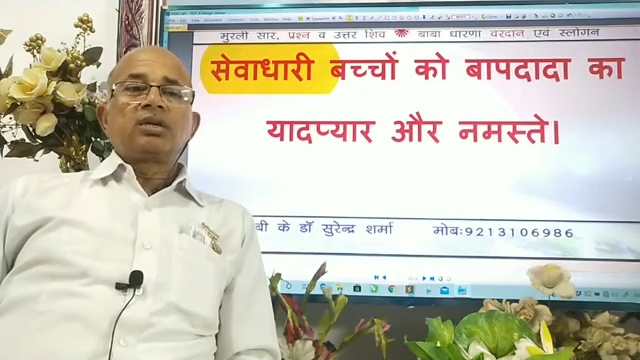 मुरली सार, प्रश्न व उत्तर शिव बाबा धारणा वरदान एवं स्लोगन
सेवाधारी बच्चों को बापदादा का
यादप्यार और नमस्ते।
बी के डॉ सुरेन्द्र शर्मा मोबः9213106986